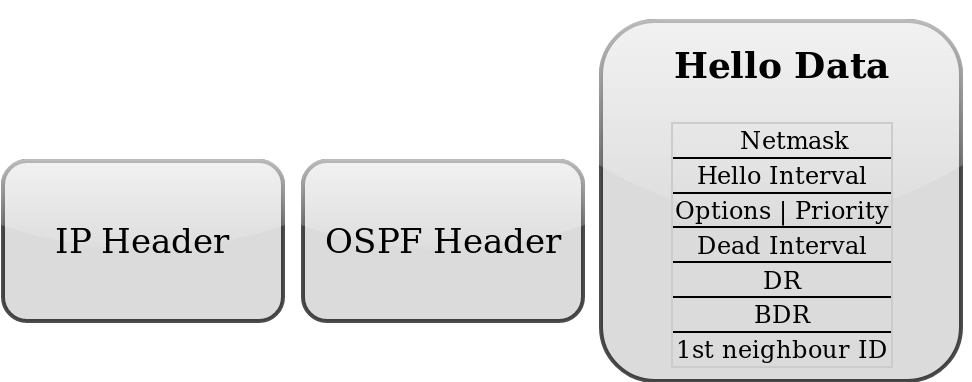 IP Header
OSPF Header
Hello Data
Netmask
Hello Interval
Options | Priority
Dead Interval
DR
BDR
1st neighbour ID